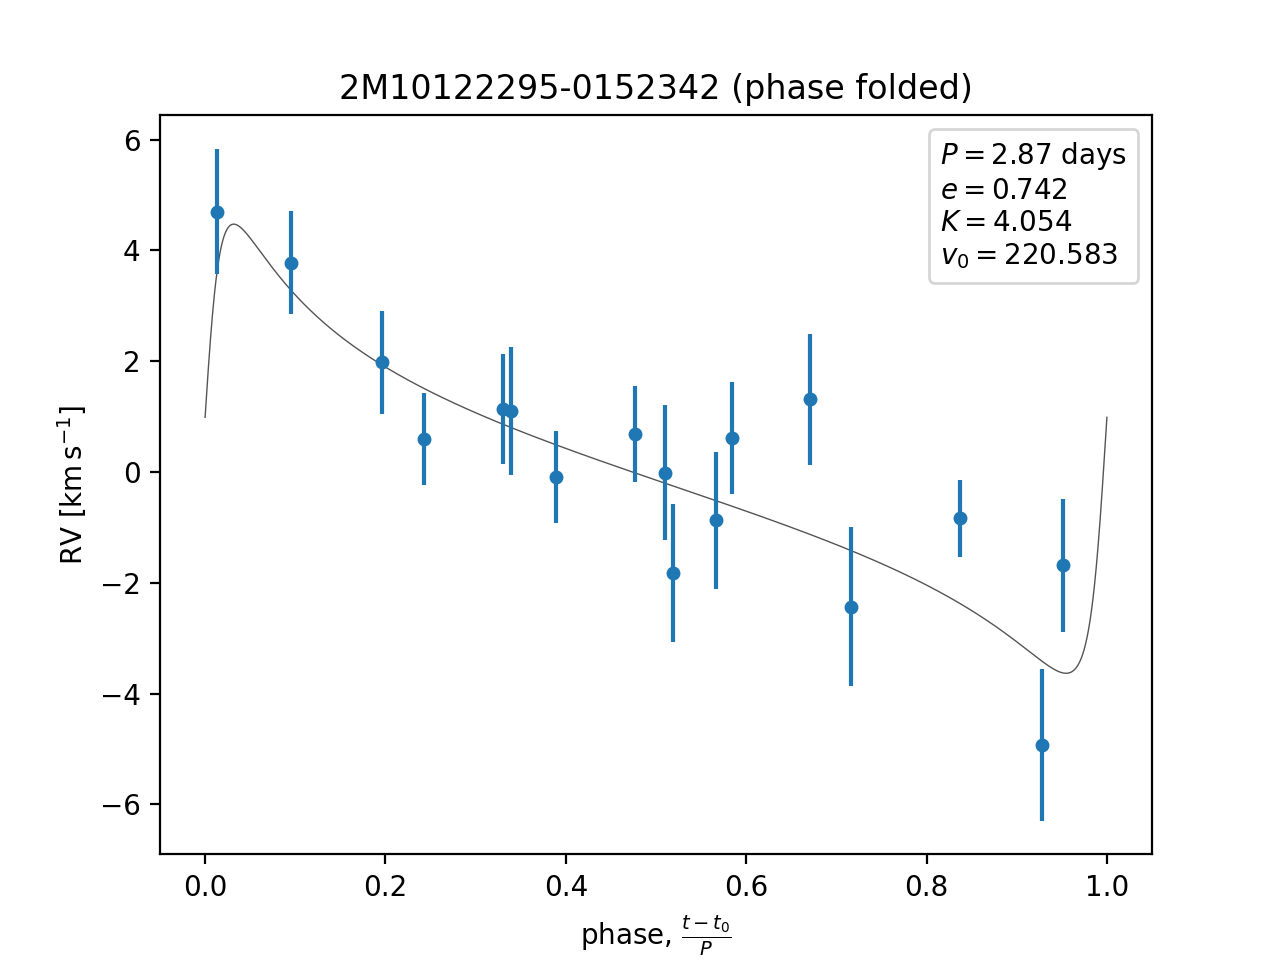 2M10122295-0152342 (phase folded)
P = 2.87 days
e = 0.742
K = 4.054
v₀ = 220.583
RV [km s⁻¹]
6
4
2
0
−2
−4
−6
0.0 0.2 0.4 0.6 0.8 1.0
phase, (t − t₀)/P